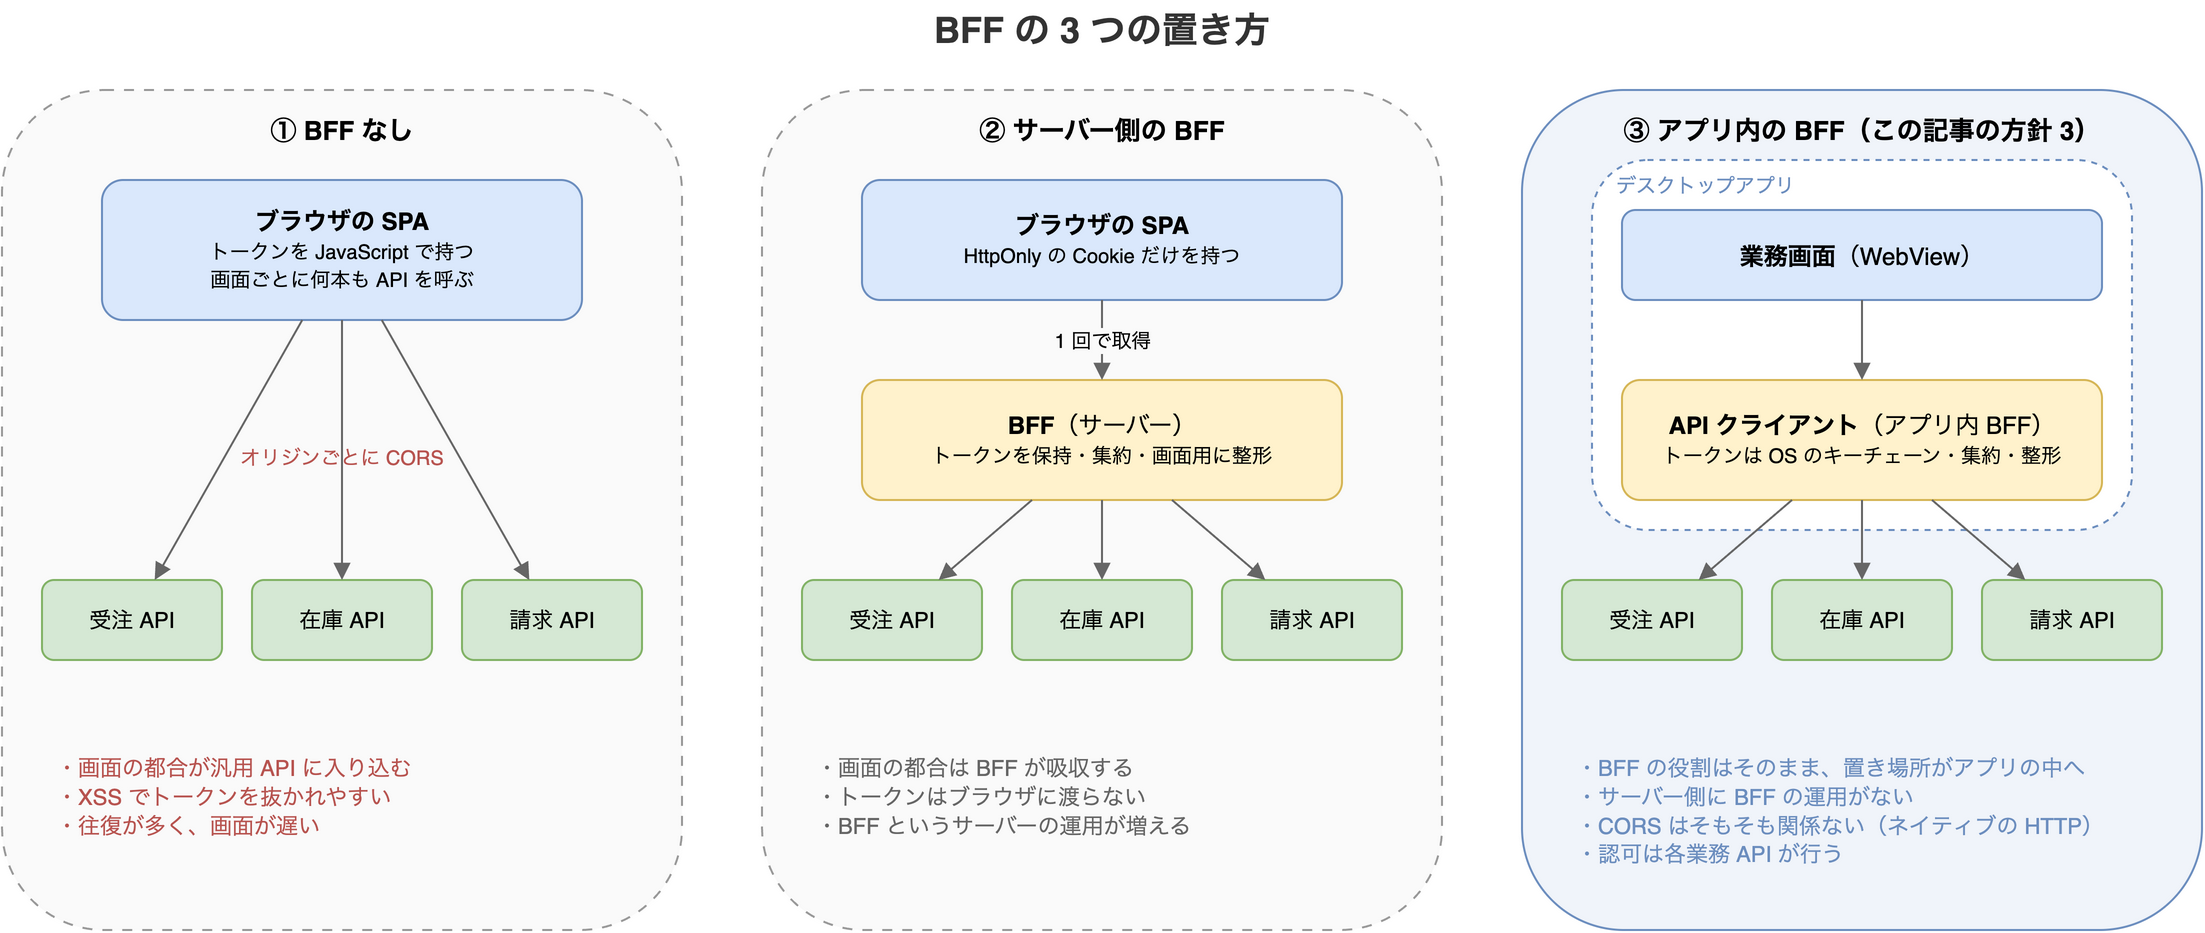 BFF の 3 つの置き方
① BFF なし
ブラウザの SPA
トークンを JavaScript で持つ
画面ごとに何本も API を呼ぶ
オリジンごとに CORS
受注 API
在庫 API
請求 API
・画面の都合が汎用 API に入り込む
・XSS でトークンを抜かれやすい
・往復が多く、画面が遅い
② サーバー側の BFF
ブラウザの SPA
HttpOnly の Cookie だけを持つ
1 回で取得
BFF（サーバー）
トークンを保持・集約・画面用に整形
受注 API
在庫 API
請求 API
・画面の都合は BFF が吸収する
・トークンはブラウザに渡らない
・BFF というサーバーの運用が増える
③ アプリ内の BFF（この記事の方針 3）
デスクトップアプリ
業務画面（WebView）
API クライアント（アプリ内 BFF）
トークンは OS のキーチェーン・集約・整形
受注 API
在庫 API
請求 API
・BFF の役割はそのまま、置き場所がアプリの中へ
・サーバー側に BFF の運用がない
・CORS はそもそも関係ない（ネイティブの HTTP）
・認可は各業務 API が行う